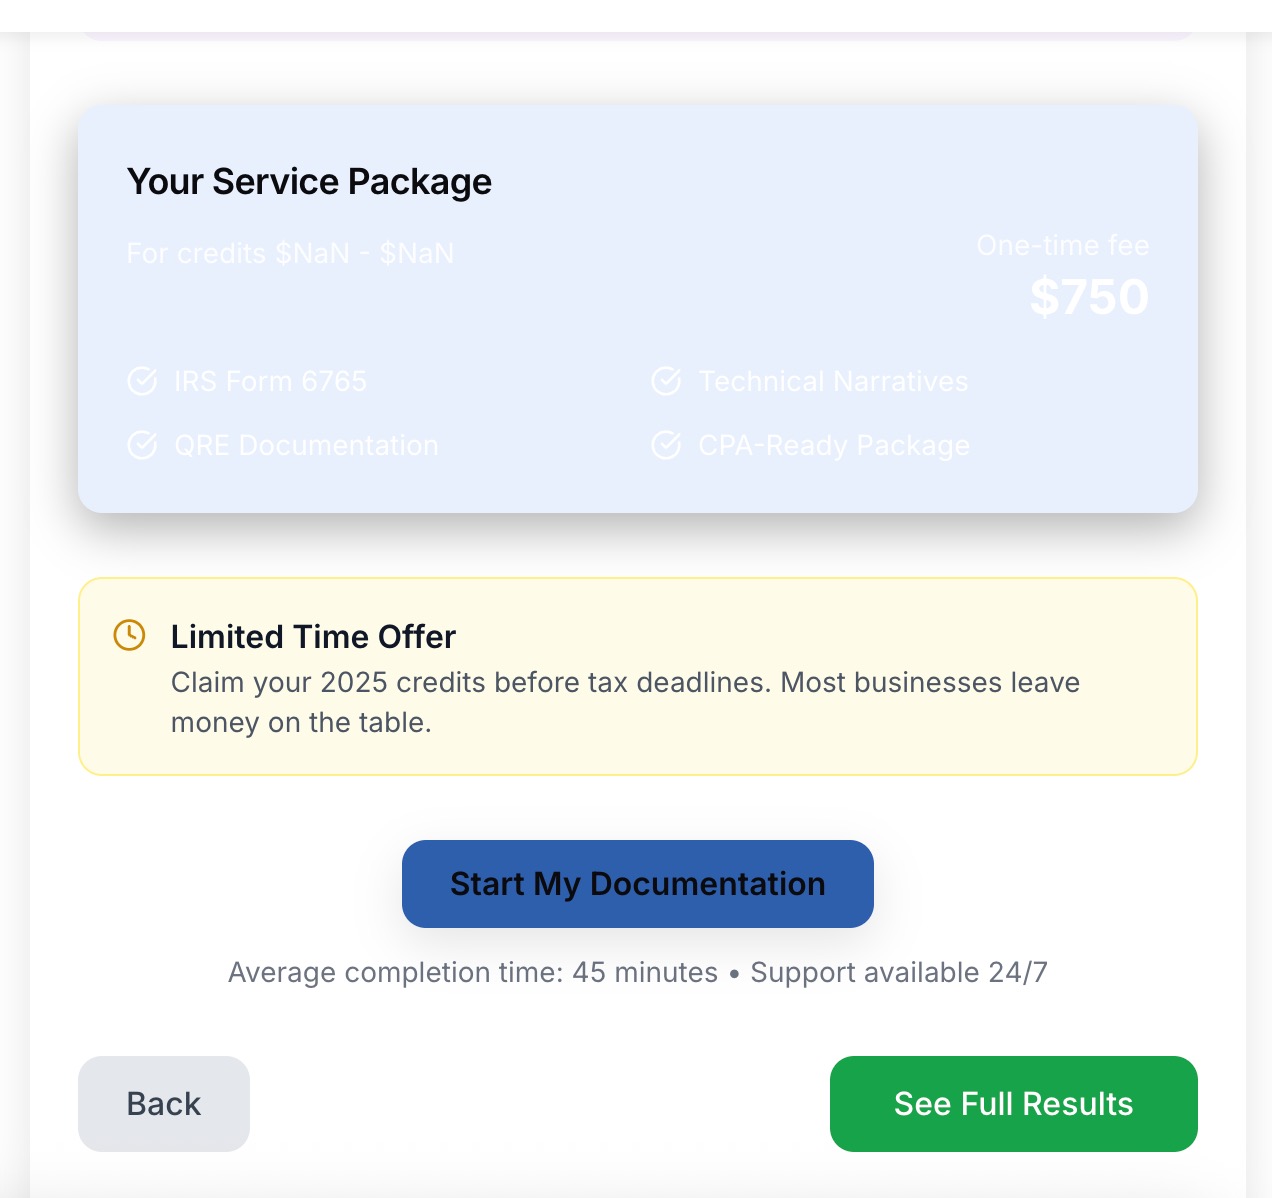 Your Service Package
For credits $NaN - $NaN
One-time fee
$750
IRS Form 6765
Technical Narratives
QRE Documentation
CPA-Ready Package
Limited Time Offer
Claim your 2025 credits before tax deadlines. Most businesses leave
money on the table.
Start My Documentation
Average completion time: 45 minutes • Support available 24/7
Back
See Full Results